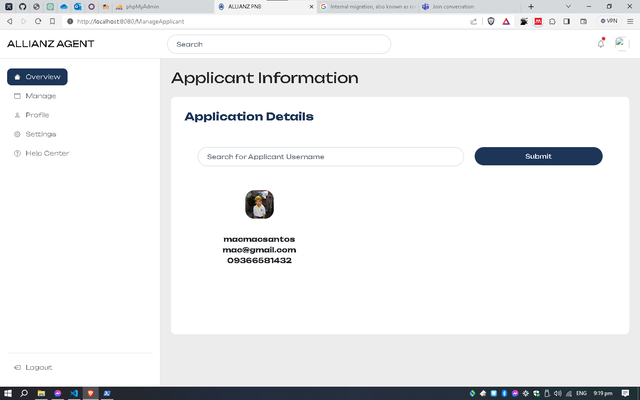 phpMyAdmin
ALLIANZ PNB
Internal migration, also known as
Join conversation
http://localhost:8080/ManageApplicant
VPN
ALLIANZ AGENT
Search
Overview
Manage
Profile
Settings
Help Center
Logout
Applicant Information
Application Details
Search for Applicant Username
Submit
macmacsantos
mac@gmail.com
09366581432
ENG
9:19 pm